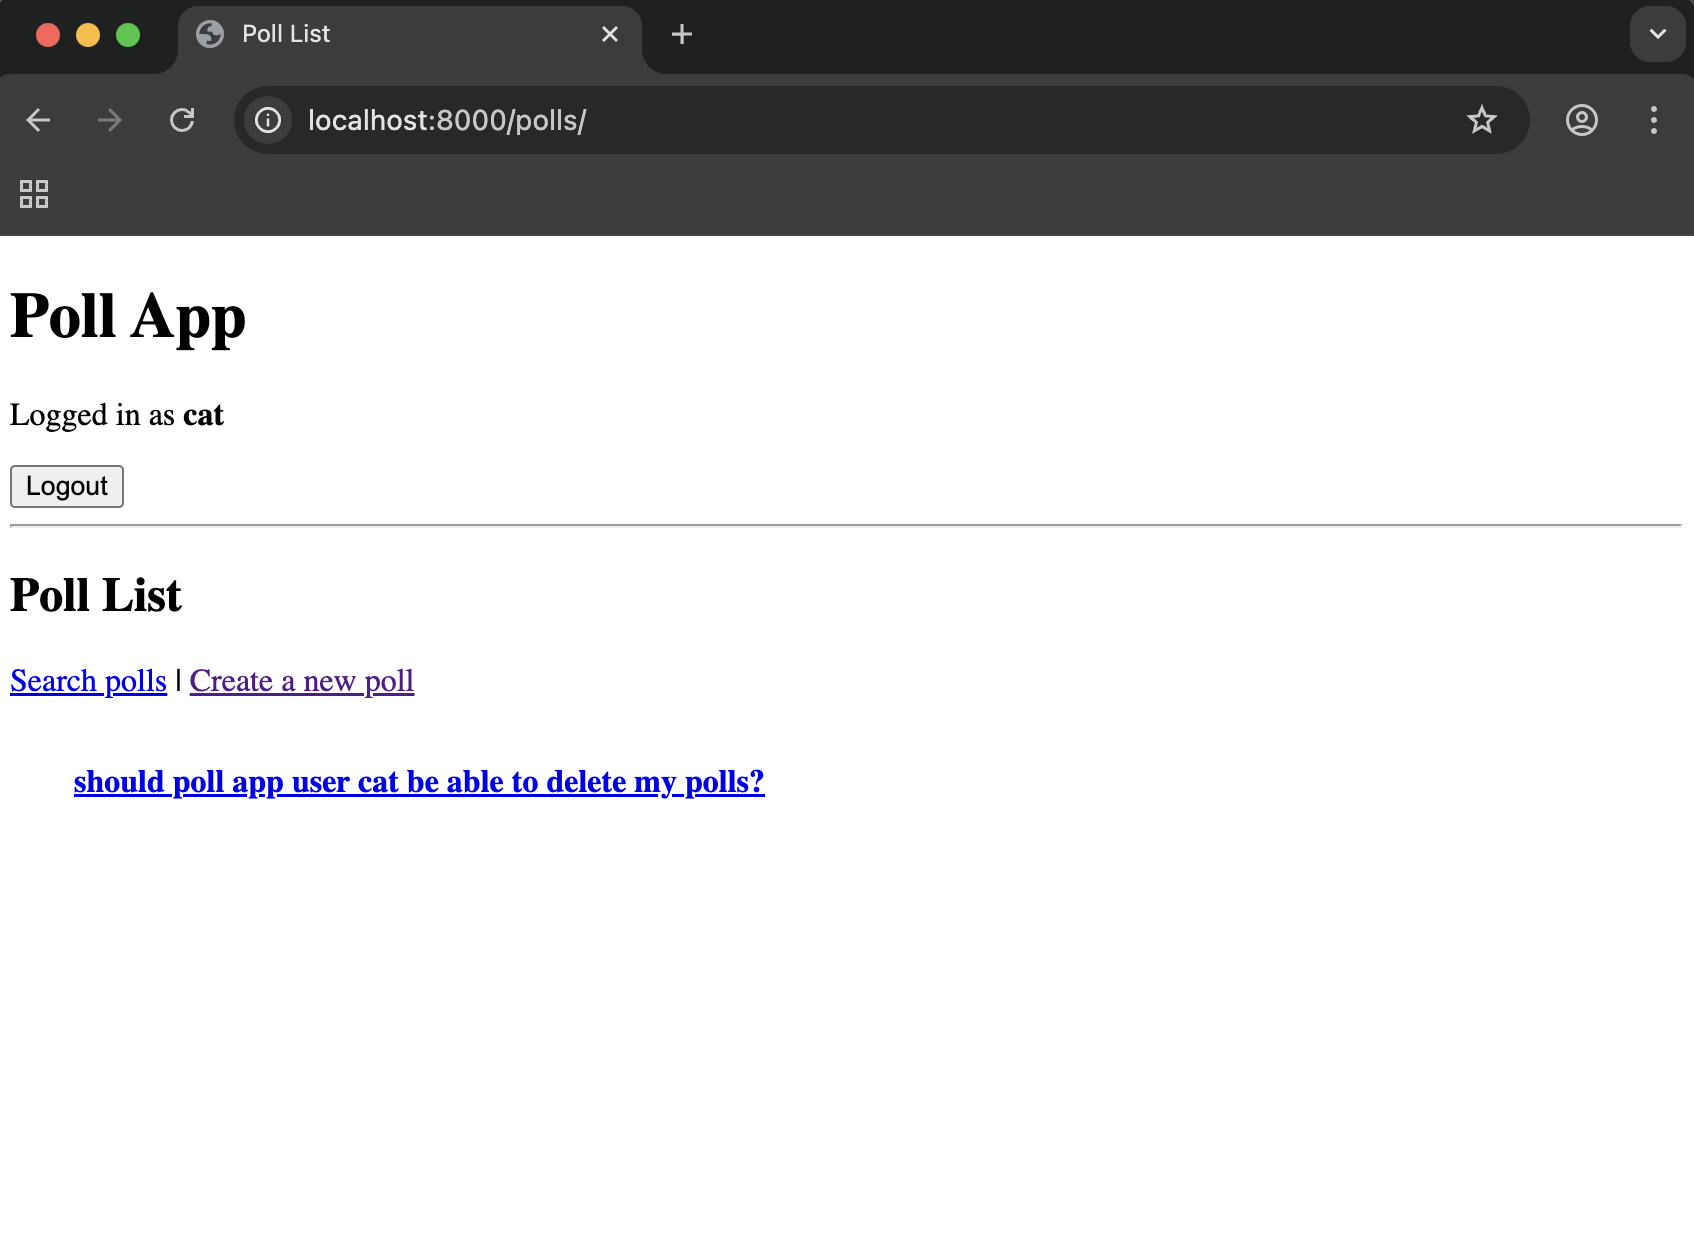 Poll List
localhost:8000/polls/
Poll App
Logged in as cat
Logout
Poll List
Search polls | Create a new poll
should poll app user cat be able to delete my polls?